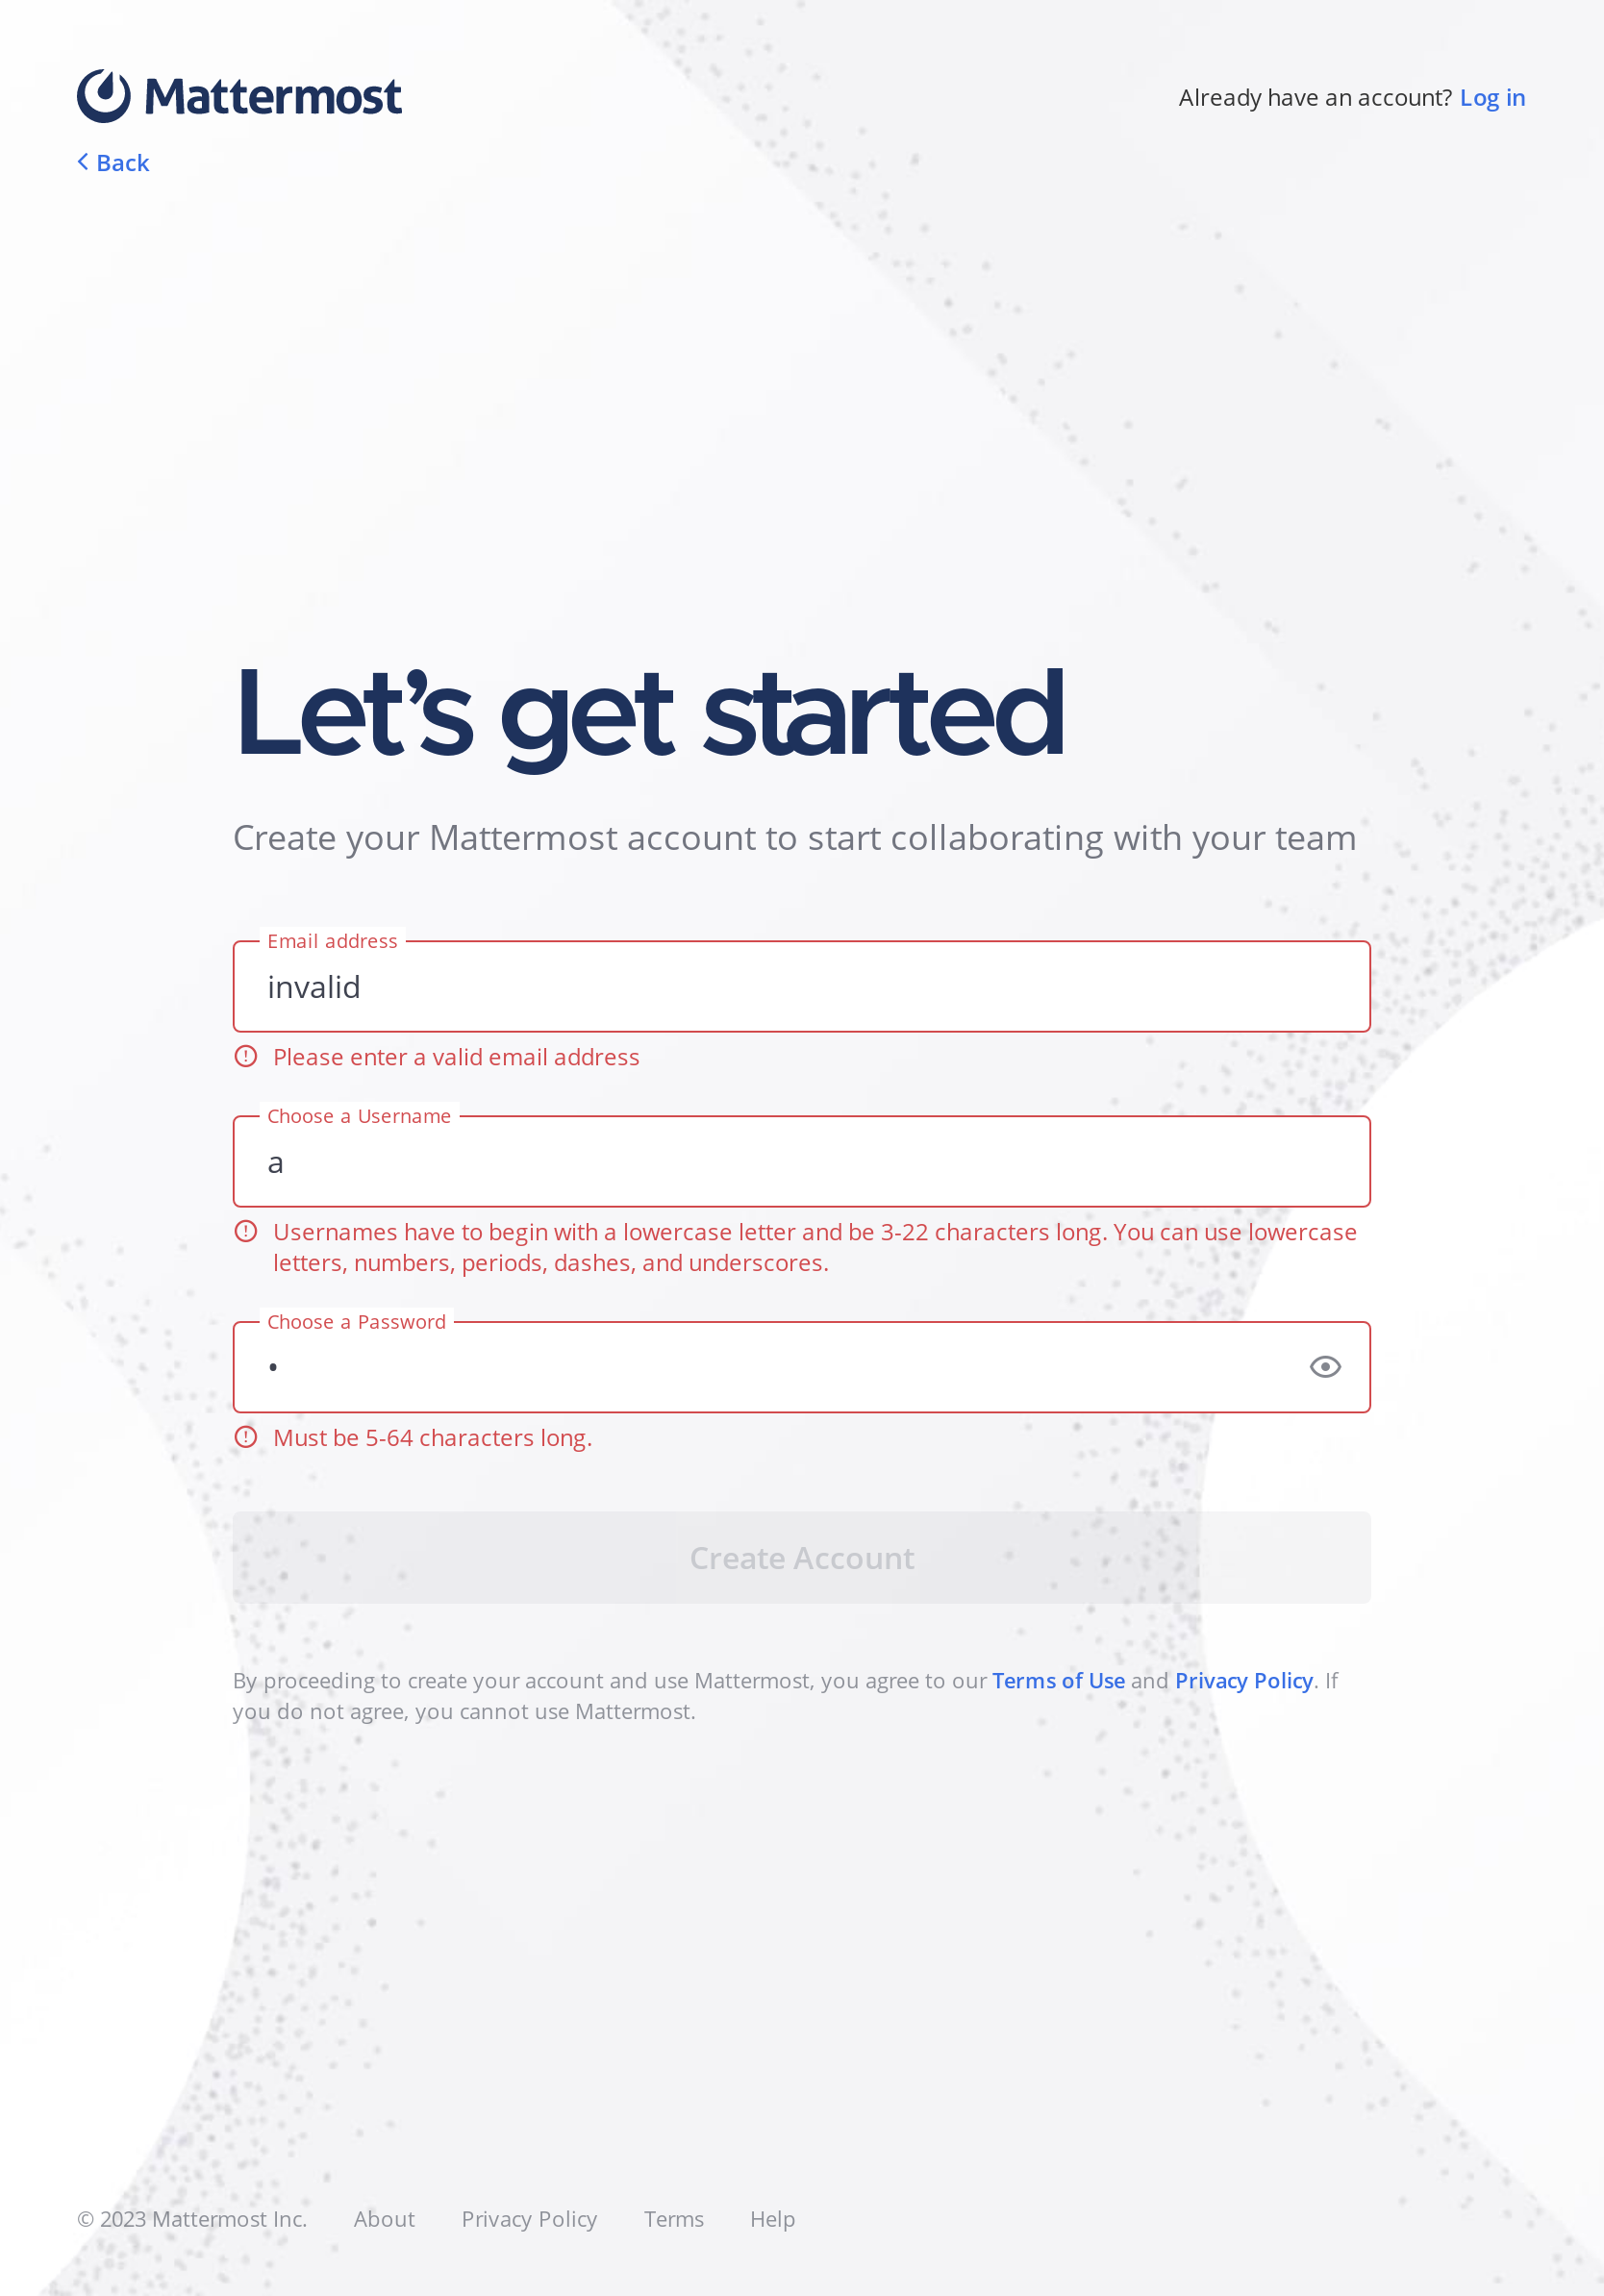 Mattermost
Already have an account? Log in
Back
Let’s get started
Create your Mattermost account to start collaborating with your team
Email address
invalid
Please enter a valid email address
Choose a Username
a
Usernames have to begin with a lowercase letter and be 3-22 characters long. You can use lowercase
letters, numbers, periods, dashes, and underscores.
Choose a Password
•
Must be 5-64 characters long.
Create Account
By proceeding to create your account and use Mattermost, you agree to our Terms of Use and Privacy Policy. If
you do not agree, you cannot use Mattermost.
© 2023 Mattermost Inc. About Privacy Policy Terms Help